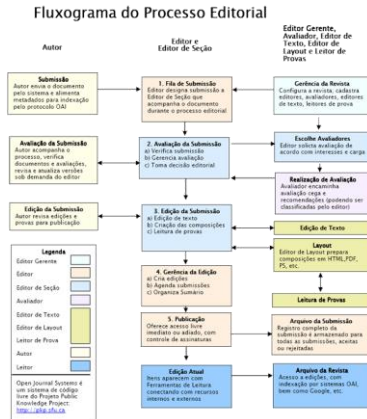 Fluxograma do Processo Editorial
Autor
Editor e
Editor de Seção
Editor Gerente,
Avaliador, Editor de
Texto, Editor de
Layout e Leitor de
Provas
Submissão
Autor envia o documento
pelo sistema e alimenta
metadados para indexação
pelo protocolo OAI
1. Fila de Submissão
Editor designa submissão a
Editor de Seção que
acompanha o documento
durante o processo editorial
Gerência da Revista
Configura a revista, cadastra
editores, avaliadores, editores
de texto, leitores de prova
Avaliação da Submissão
Autor acompanha o
processo, verifica
documentos e avaliações,
revisa e atualiza versões
sob demanda do editor
2. Avaliação da Submissão
a) Verifica submissão
b) Gerencia avaliação
c) Toma decisão editorial
Escolhe Avaliadores
Editor solicita avaliação de
acordo com interesses e carga
Realização de Avaliação
Avaliador encaminha
avaliação cega e
recomendações (podendo ser
classificadas pelo editor)
Edição da Submissão
Autor revisa edições e
provas para publicação
3. Edição da Submissão
a) Edição de texto
b) Criação das composições
c) Leitura de provas
Edição de Texto
Layout
Editor de Layout prepara
composições em HTML, PDF,
PS, etc.
Leitura de Provas
4. Gerência da Edição
a) Cria edições
b) Agenda submissões
c) Organiza Sumário
5. Publicação
Oferece acesso livre
imediato ou adiado, com
controle de assinaturas
Arquivo da Submissão
Registro completo da
submissão é armazenado para
todas as submissões, aceitas
ou rejeitadas
Edição Atual
Itens aparecem com
Ferramentas de Leitura
conectando com recursos
internos e externos
Arquivo da Revista
Acesso a edições, com
indexação por sistemas OAI,
bem como Google, etc.
Legenda
Editor Gerente
Editor
Editor de Seção
Avaliador
Editor de Texto
Editor de Layout
Leitor de Prova
Autor
Leitor
Open Journal Systems é
um sistema de código
livre do Projeto Public
Knowledge Project:
http://pkp.sfu.ca